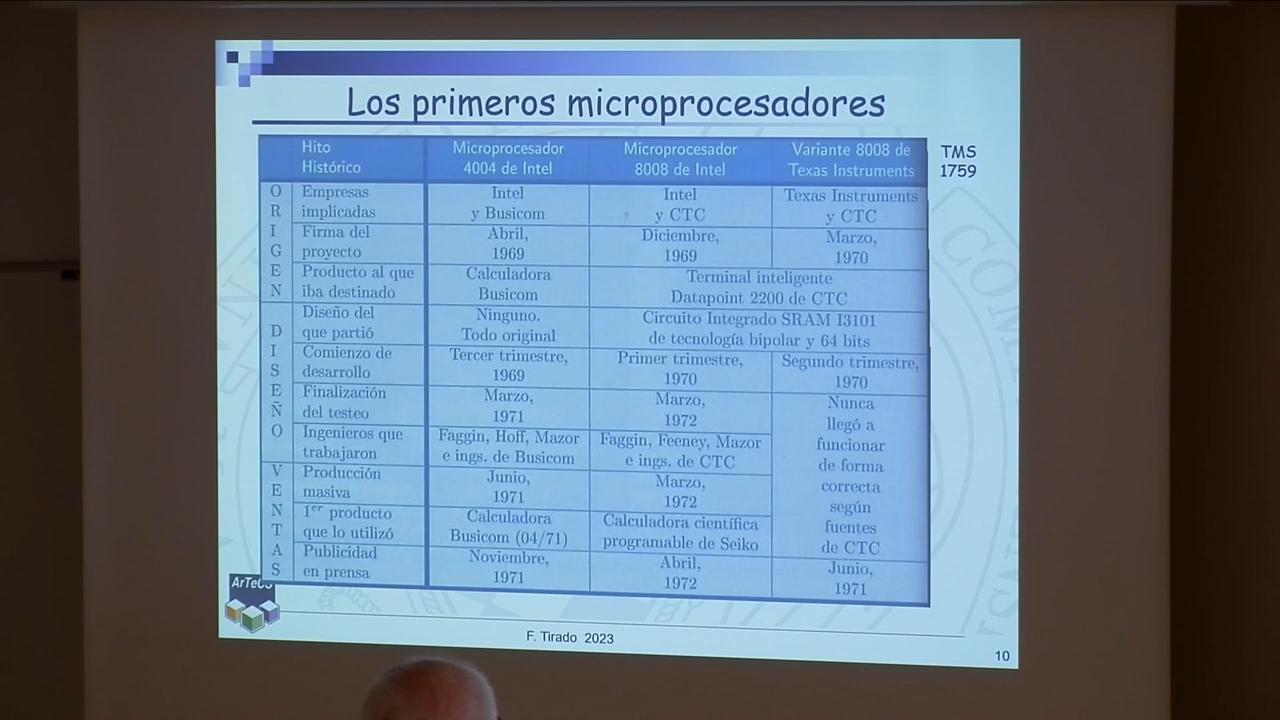 Los primeros microprocesadores
Hito
Histórico
Microprocesador
4004 de Intel
Microprocesador
8008 de Intel
Variante 8008 de
Texas Instruments
TMS
1759
ORIGEN
Empresas
implicadas
Intel
y Busicom
Intel
y CTC
Texas Instruments
y CTC
Firma del
proyecto
Abril,
1969
Diciembre,
1969
Marzo,
1970
Producto al que
iba destinado
Calculadora
Busicom
Terminal inteligente
Datapoint 2200 de CTC
DISEÑO
Diseño del
que partió
Ninguno.
Todo original
Circuito Integrado SRAM I3101
de tecnología bipolar y 64 bits
Comienzo de
desarrollo
Tercer trimestre,
1969
Primer trimestre,
1970
Segundo trimestre,
1970
Finalización
del testeo
Marzo,
1971
Marzo,
1972
Nunca
llegó a
funcionar
de forma
correcta
según
fuentes
de CTC
Ingenieros que
trabajaron
Faggin, Hoff, Mazor
e ings. de Busicom
Faggin, Feeney, Mazor
e ings. de CTC
VENTAS
Producción
masiva
Junio,
1971
Marzo,
1972
1er producto
que lo utilizó
Calculadora
Busicom (04/71)
Calculadora científica
programable de Seiko
Publicidad
en prensa
Noviembre,
1971
Abril,
1972
Junio,
1971
ArTeCS
F. Tirado 2023
10